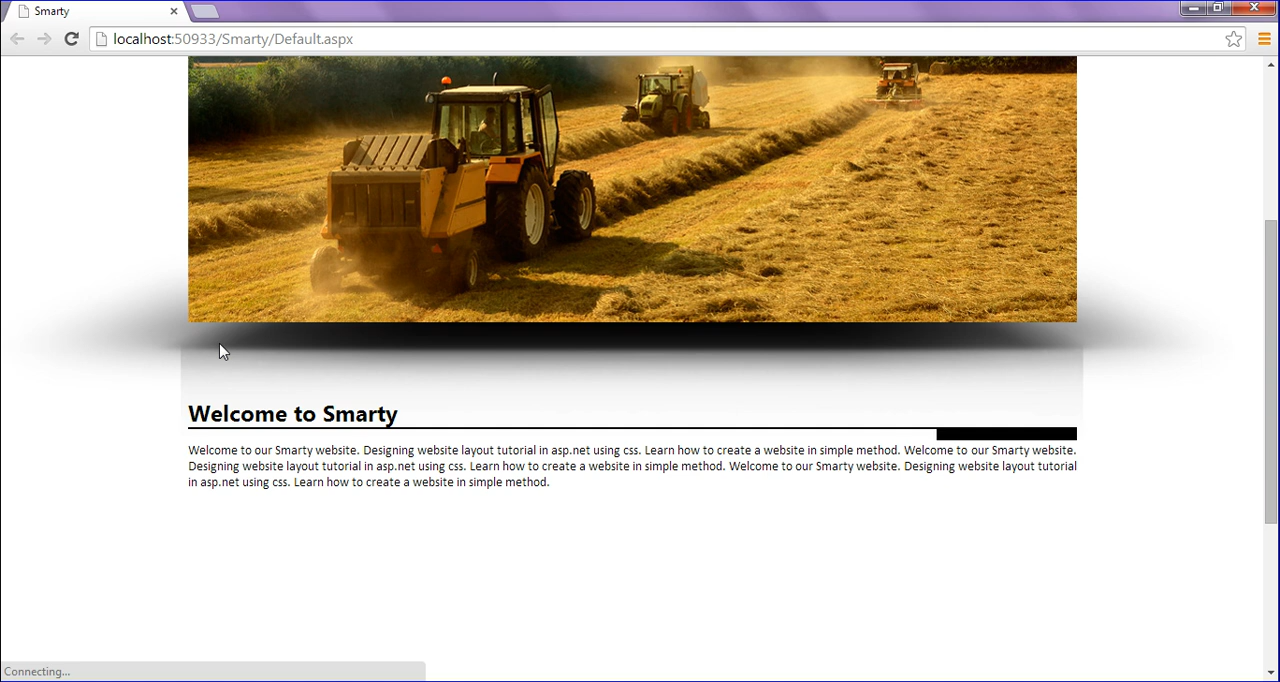 Smarty
localhost:50933/Smarty/Default.aspx
Welcome to Smarty
Welcome to our Smarty website. Designing website layout tutorial in asp.net using css. Learn how to create a website in simple method. Welcome to our Smarty website.
Designing website layout tutorial in asp.net using css. Learn how to create a website in simple method. Welcome to our Smarty website. Designing website layout tutorial
in asp.net using css. Learn how to create a website in simple method.
Connecting...